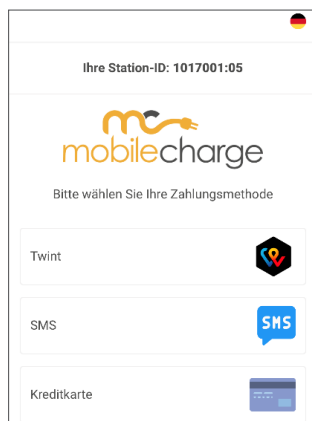 Ihre Station-ID: 1017001:05
mobilecharge
Bitte wählen Sie Ihre Zahlungsmethode
Twint
SMS
SMS
Kreditkarte